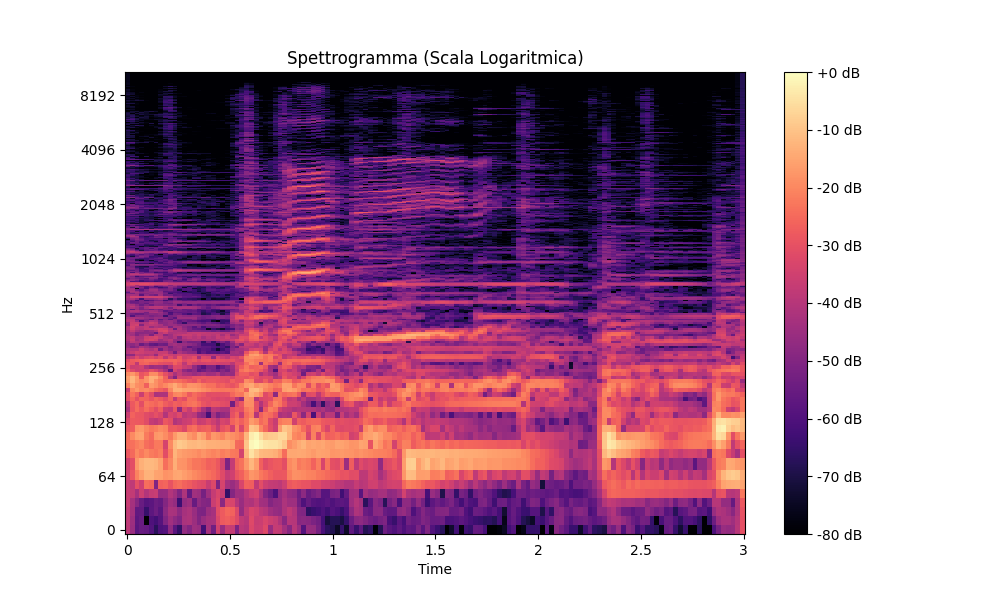 Spettrogramma (Scala Logaritmica)
8192
4096
2048
1024
512
256
128
64
0
Hz
0
0.5
1
1.5
2
2.5
3
Time
+0 dB
-10 dB
-20 dB
-30 dB
-40 dB
-50 dB
-60 dB
-70 dB
-80 dB